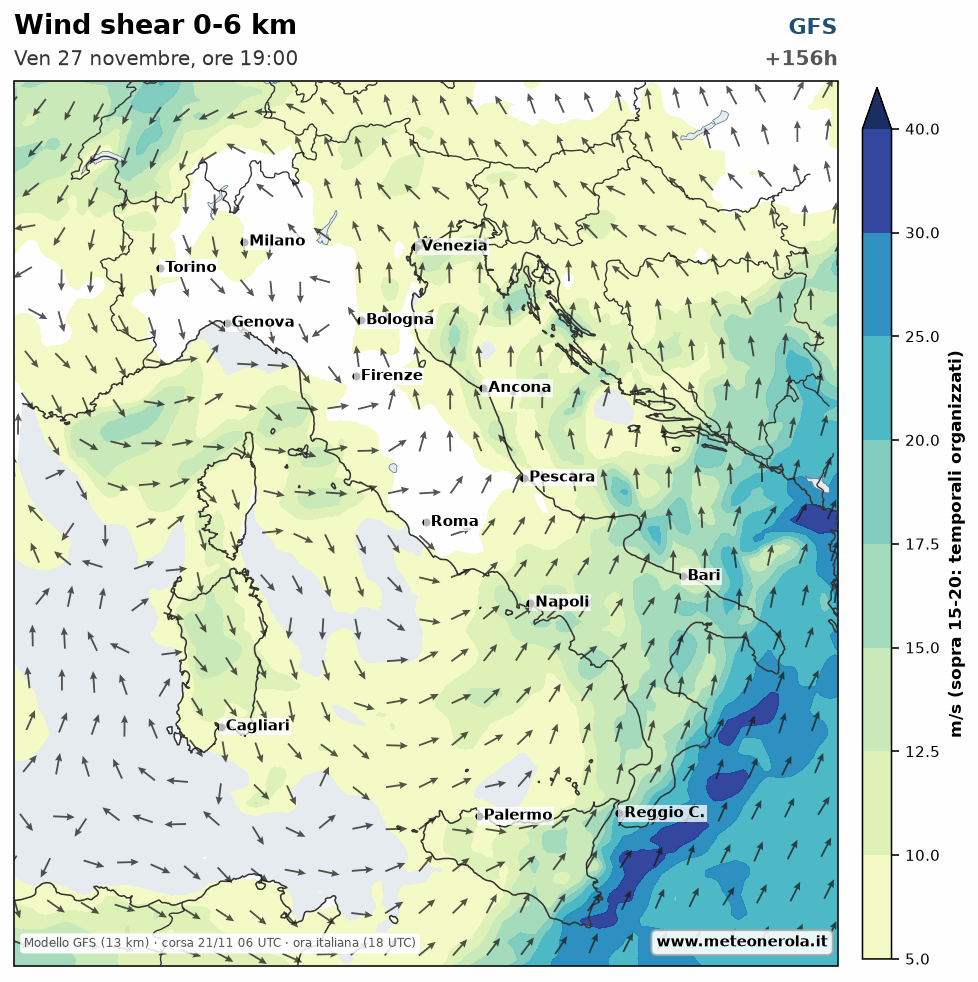 Wind shear 0-6 km
GFS
Ven 27 novembre, ore 19:00
+156h
40.0
30.0
25.0
20.0
17.5
15.0
12.5
10.0
5.0
m/s (sopra 15-20: temporali organizzati)
Venezia
Milano
Torino
Bologna
Genova
Firenze
Ancona
Pescara
Roma
Bari
Napoli
Cagliari
Reggio C.
Palermo
Modello GFS (13 km) · corsa 21/11 06 UTC · ora italiana (18 UTC)
www.meteonerola.it